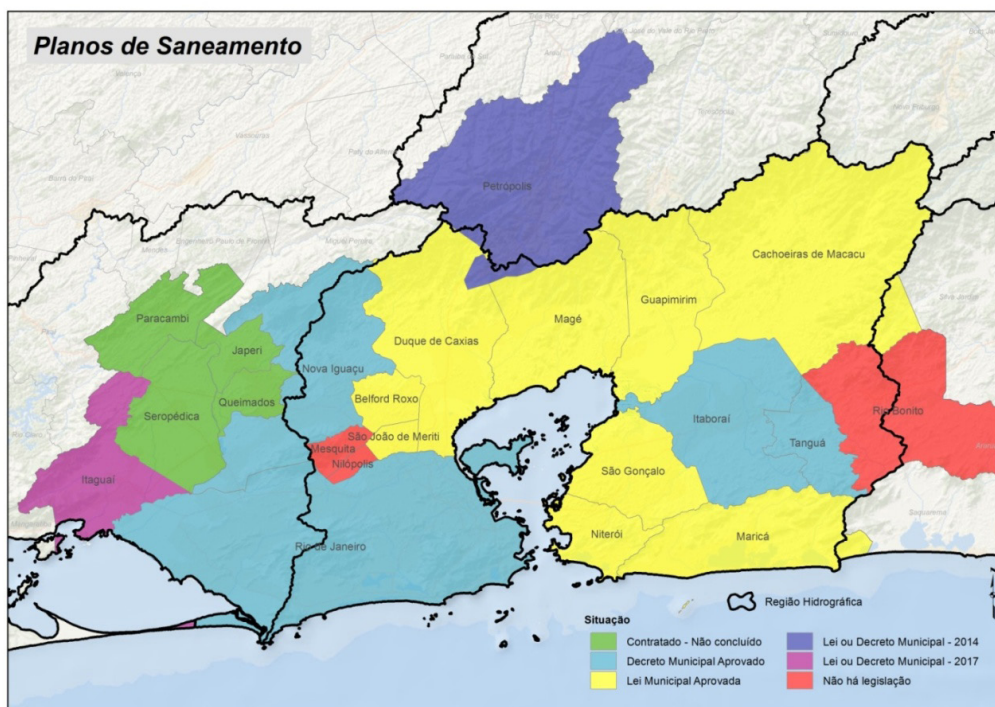 Planos de Saneamento
Petrópolis
Cachoeiras de Macacu
Guapimirim
Magé
Paracambi
Duque de Caxias
Japeri
Nova Iguaçu
Queimados
Belford Roxo
Seropédica
Itaboraí
Rio Bonito
São João de Meriti
Mesquita
Tanguá
Nilópolis
São Gonçalo
Itaguaí
Niterói
Maricá
Rio de Janeiro
Saquarema
Região Hidrográfica
Situação
Contratado - Não concluído
Decreto Municipal Aprovado
Lei Municipal Aprovada
Lei ou Decreto Municipal - 2014
Lei ou Decreto Municipal - 2017
Não há legislação